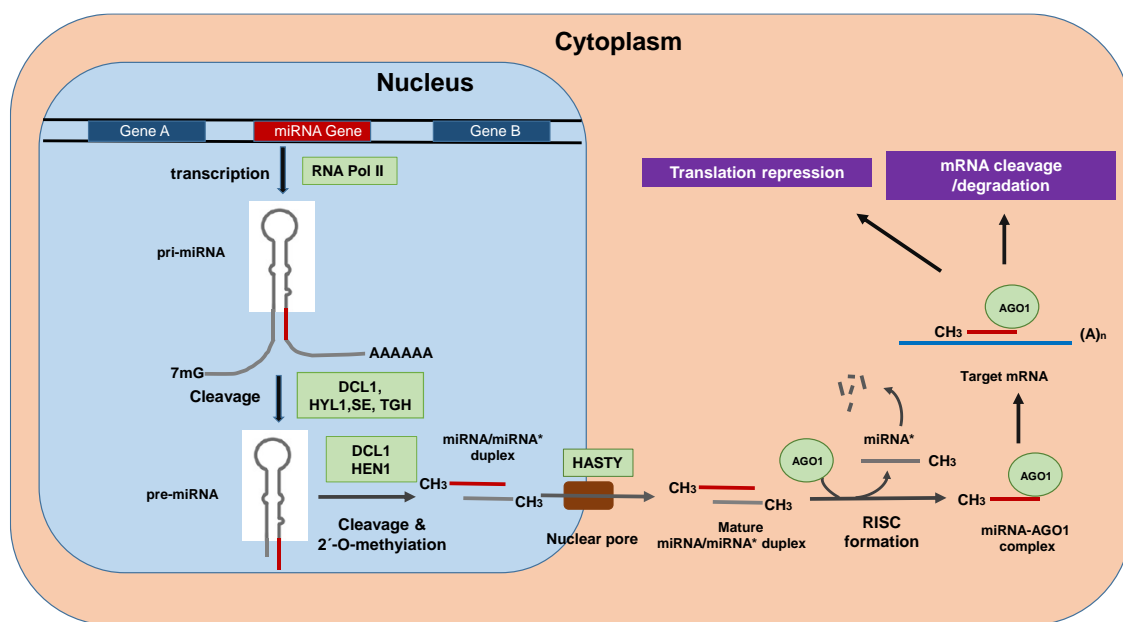 Cytoplasm
Nucleus
Gene A
miRNA Gene
Gene B
transcription
RNA Pol II
pri-miRNA
7mG
AAAAAA
Cleavage
DCL1,
HYL1,SE, TGH
pre-miRNA
DCL1
HEN1
Cleavage &
2´-O-methyiation
miRNA/miRNA*
duplex
CH₃
CH₃
HASTY
Nuclear pore
CH₃
CH₃
Mature
miRNA/miRNA* duplex
AGO1
miRNA*
CH₃
RISC
formation
AGO1
CH₃
miRNA-AGO1
complex
Target mRNA
CH₃
AGO1
(A)n
Translation repression
mRNA cleavage
/degradation